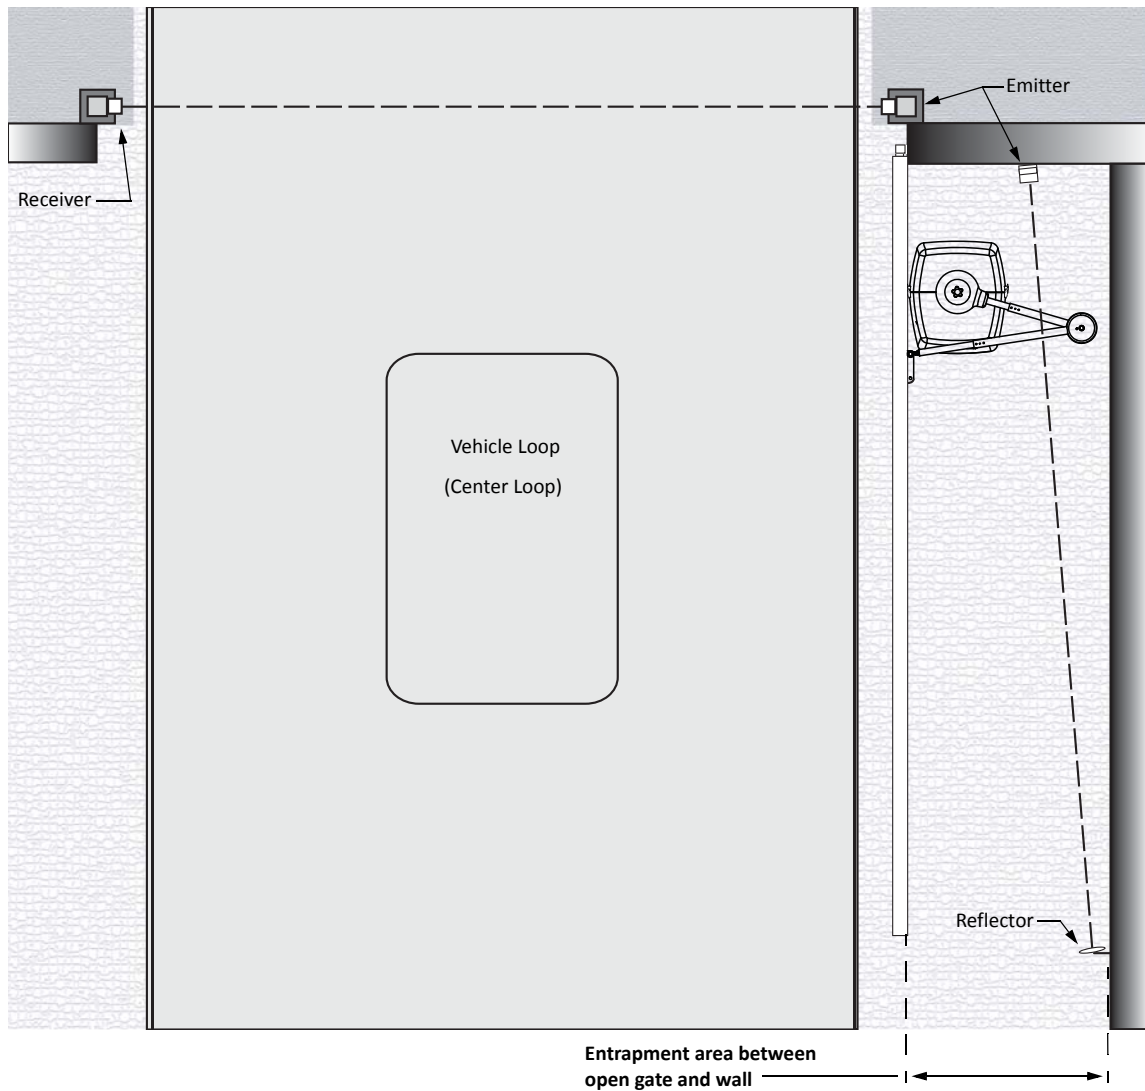 Emitter
Receiver
Vehicle Loop
(Center Loop)
Reflector
Entrapment area between
open gate and wall